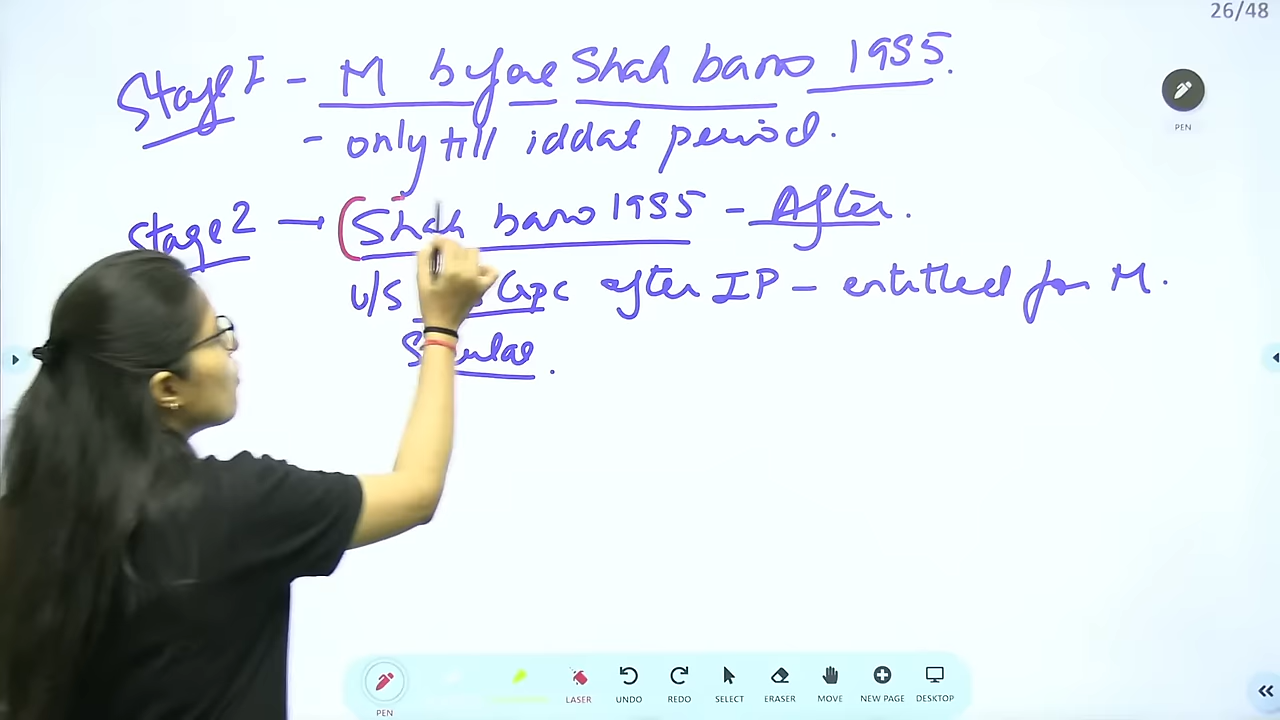 26/48
Stage I - M before Shah bano 1985.
- only till iddat period.
Stage 2 → Shah bano 1985 - After.
u/s CrPC after IP - entitled for M.
PEN
PEN
LASER
UNDO
REDO
SELECT
ERASER
MOVE
NEW PAGE
DESKTOP